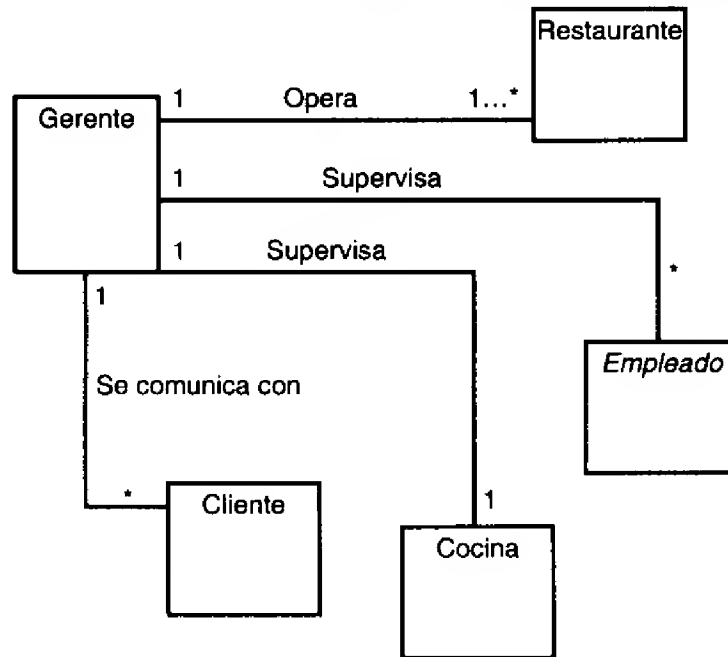 Restaurante
1 Opera 1...*
Gerente
1 Supervisa
1 Supervisa
*
1
Empleado
Se comunica con
* Cliente
1
Cocina